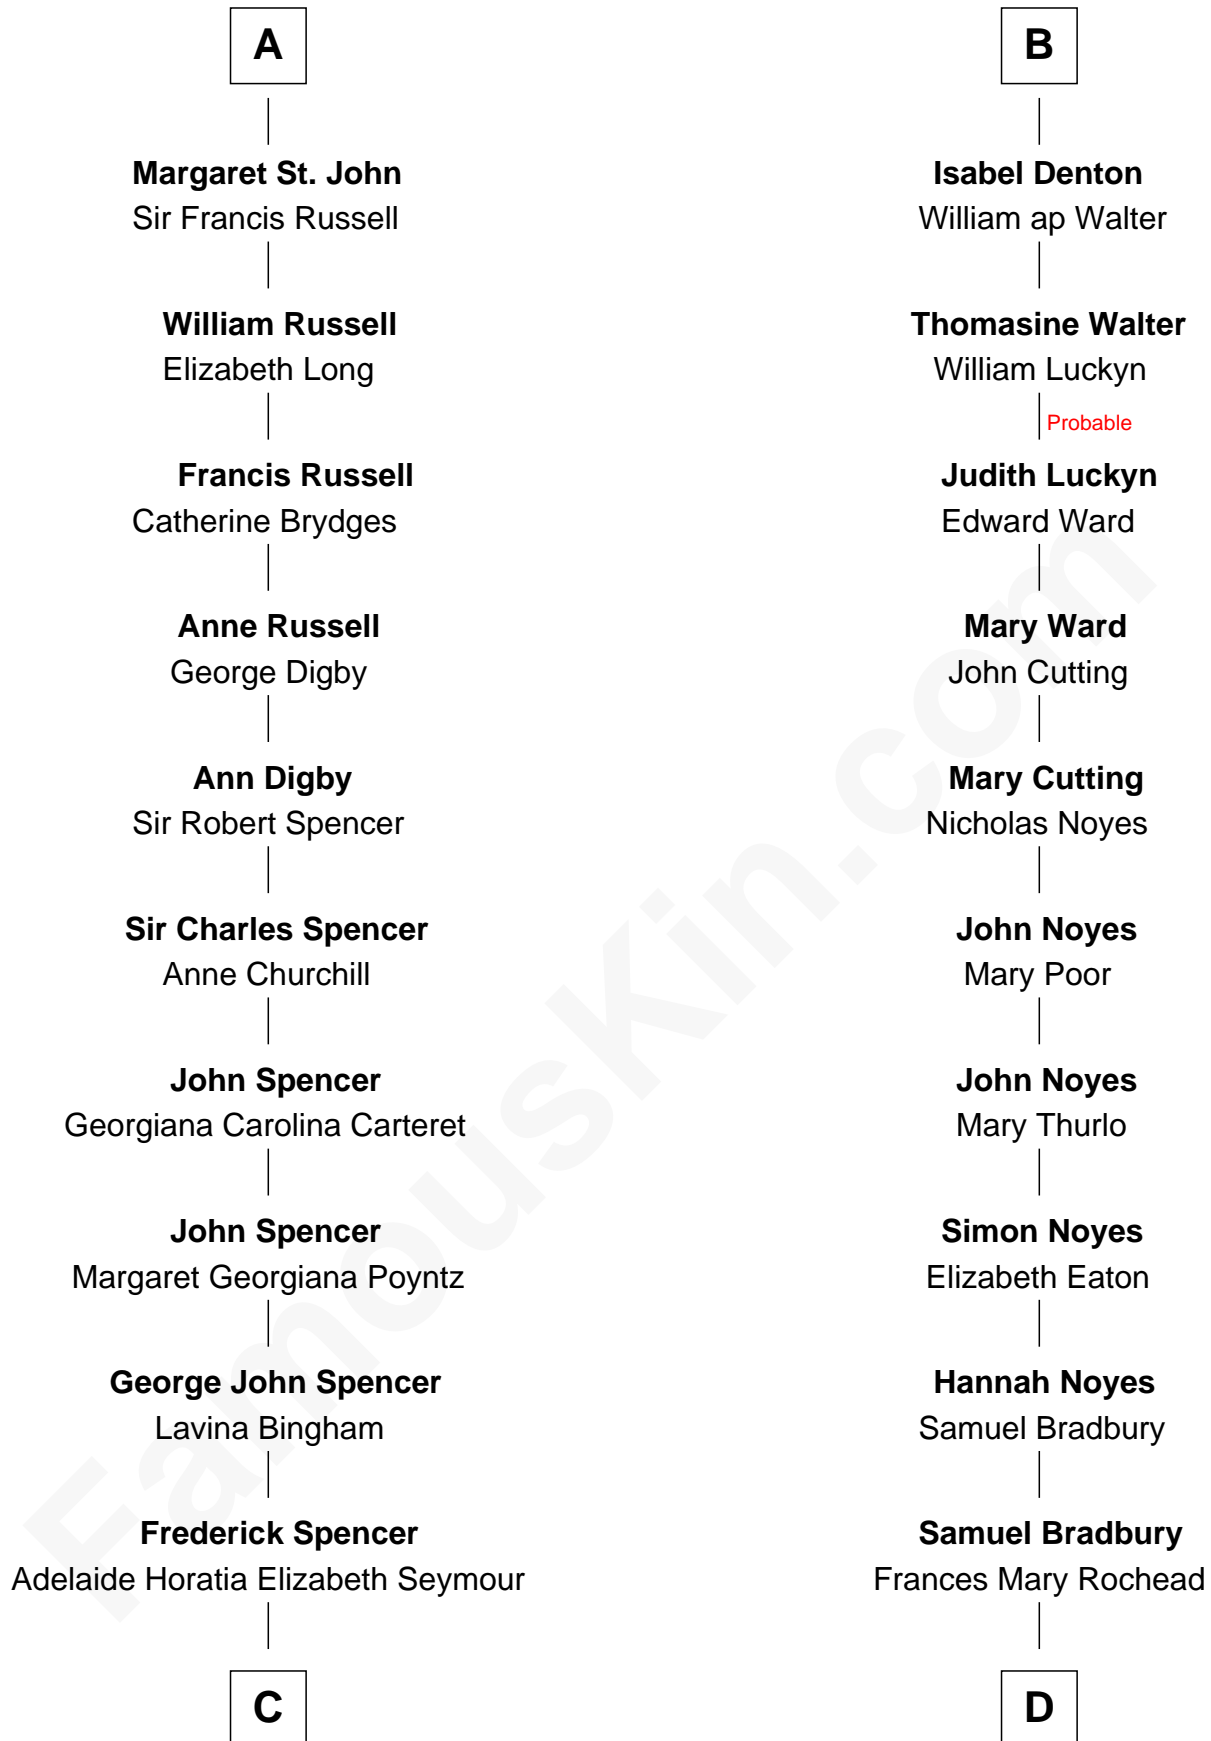 A
Margaret St. John
Sir Francis Russell
William Russell
Elizabeth Long
Francis Russell
Catherine Brydges
Anne Russell
George Digby
Ann Digby
Sir Robert Spencer
Sir Charles Spencer
Anne Churchill
John Spencer
Georgiana Carolina Carteret
John Spencer
Margaret Georgiana Poyntz
George John Spencer
Lavina Bingham
Frederick Spencer
Adelaide Horatia Elizabeth Seymour
C
B
Isabel Denton
William ap Walter
Thomasine Walter
William Luckyn
Probable
Judith Luckyn
Edward Ward
Mary Ward
John Cutting
Mary Cutting
Nicholas Noyes
John Noyes
Mary Poor
John Noyes
Mary Thurlo
Simon Noyes
Elizabeth Eaton
Hannah Noyes
Samuel Bradbury
Samuel Bradbury
Frances Mary Rochead
D
FamousKin.com